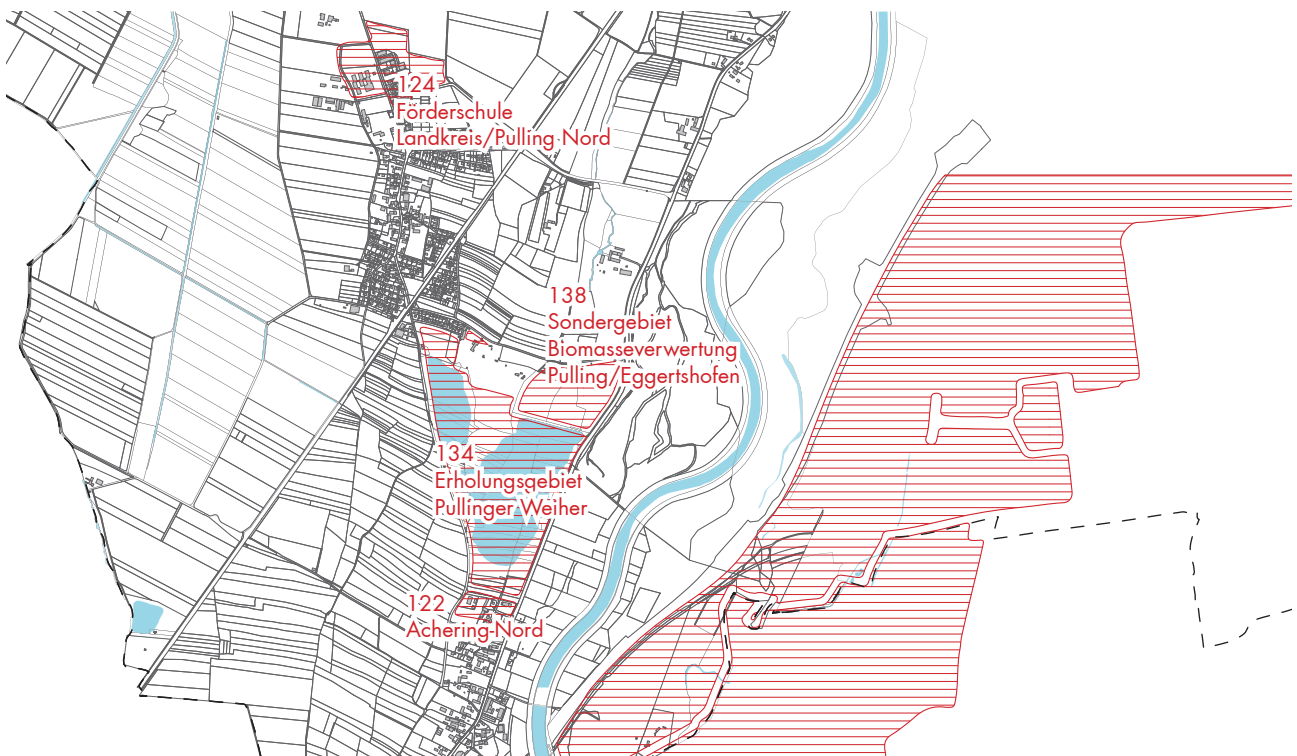 124
Förderschule
Landkreis/Pulling-Nord
138
Sondergebiet
Biomasseverwertung
Pulling/Eggertshofen
134
Erholungsgebiet
Pullinger Weiher
122
Achering-Nord